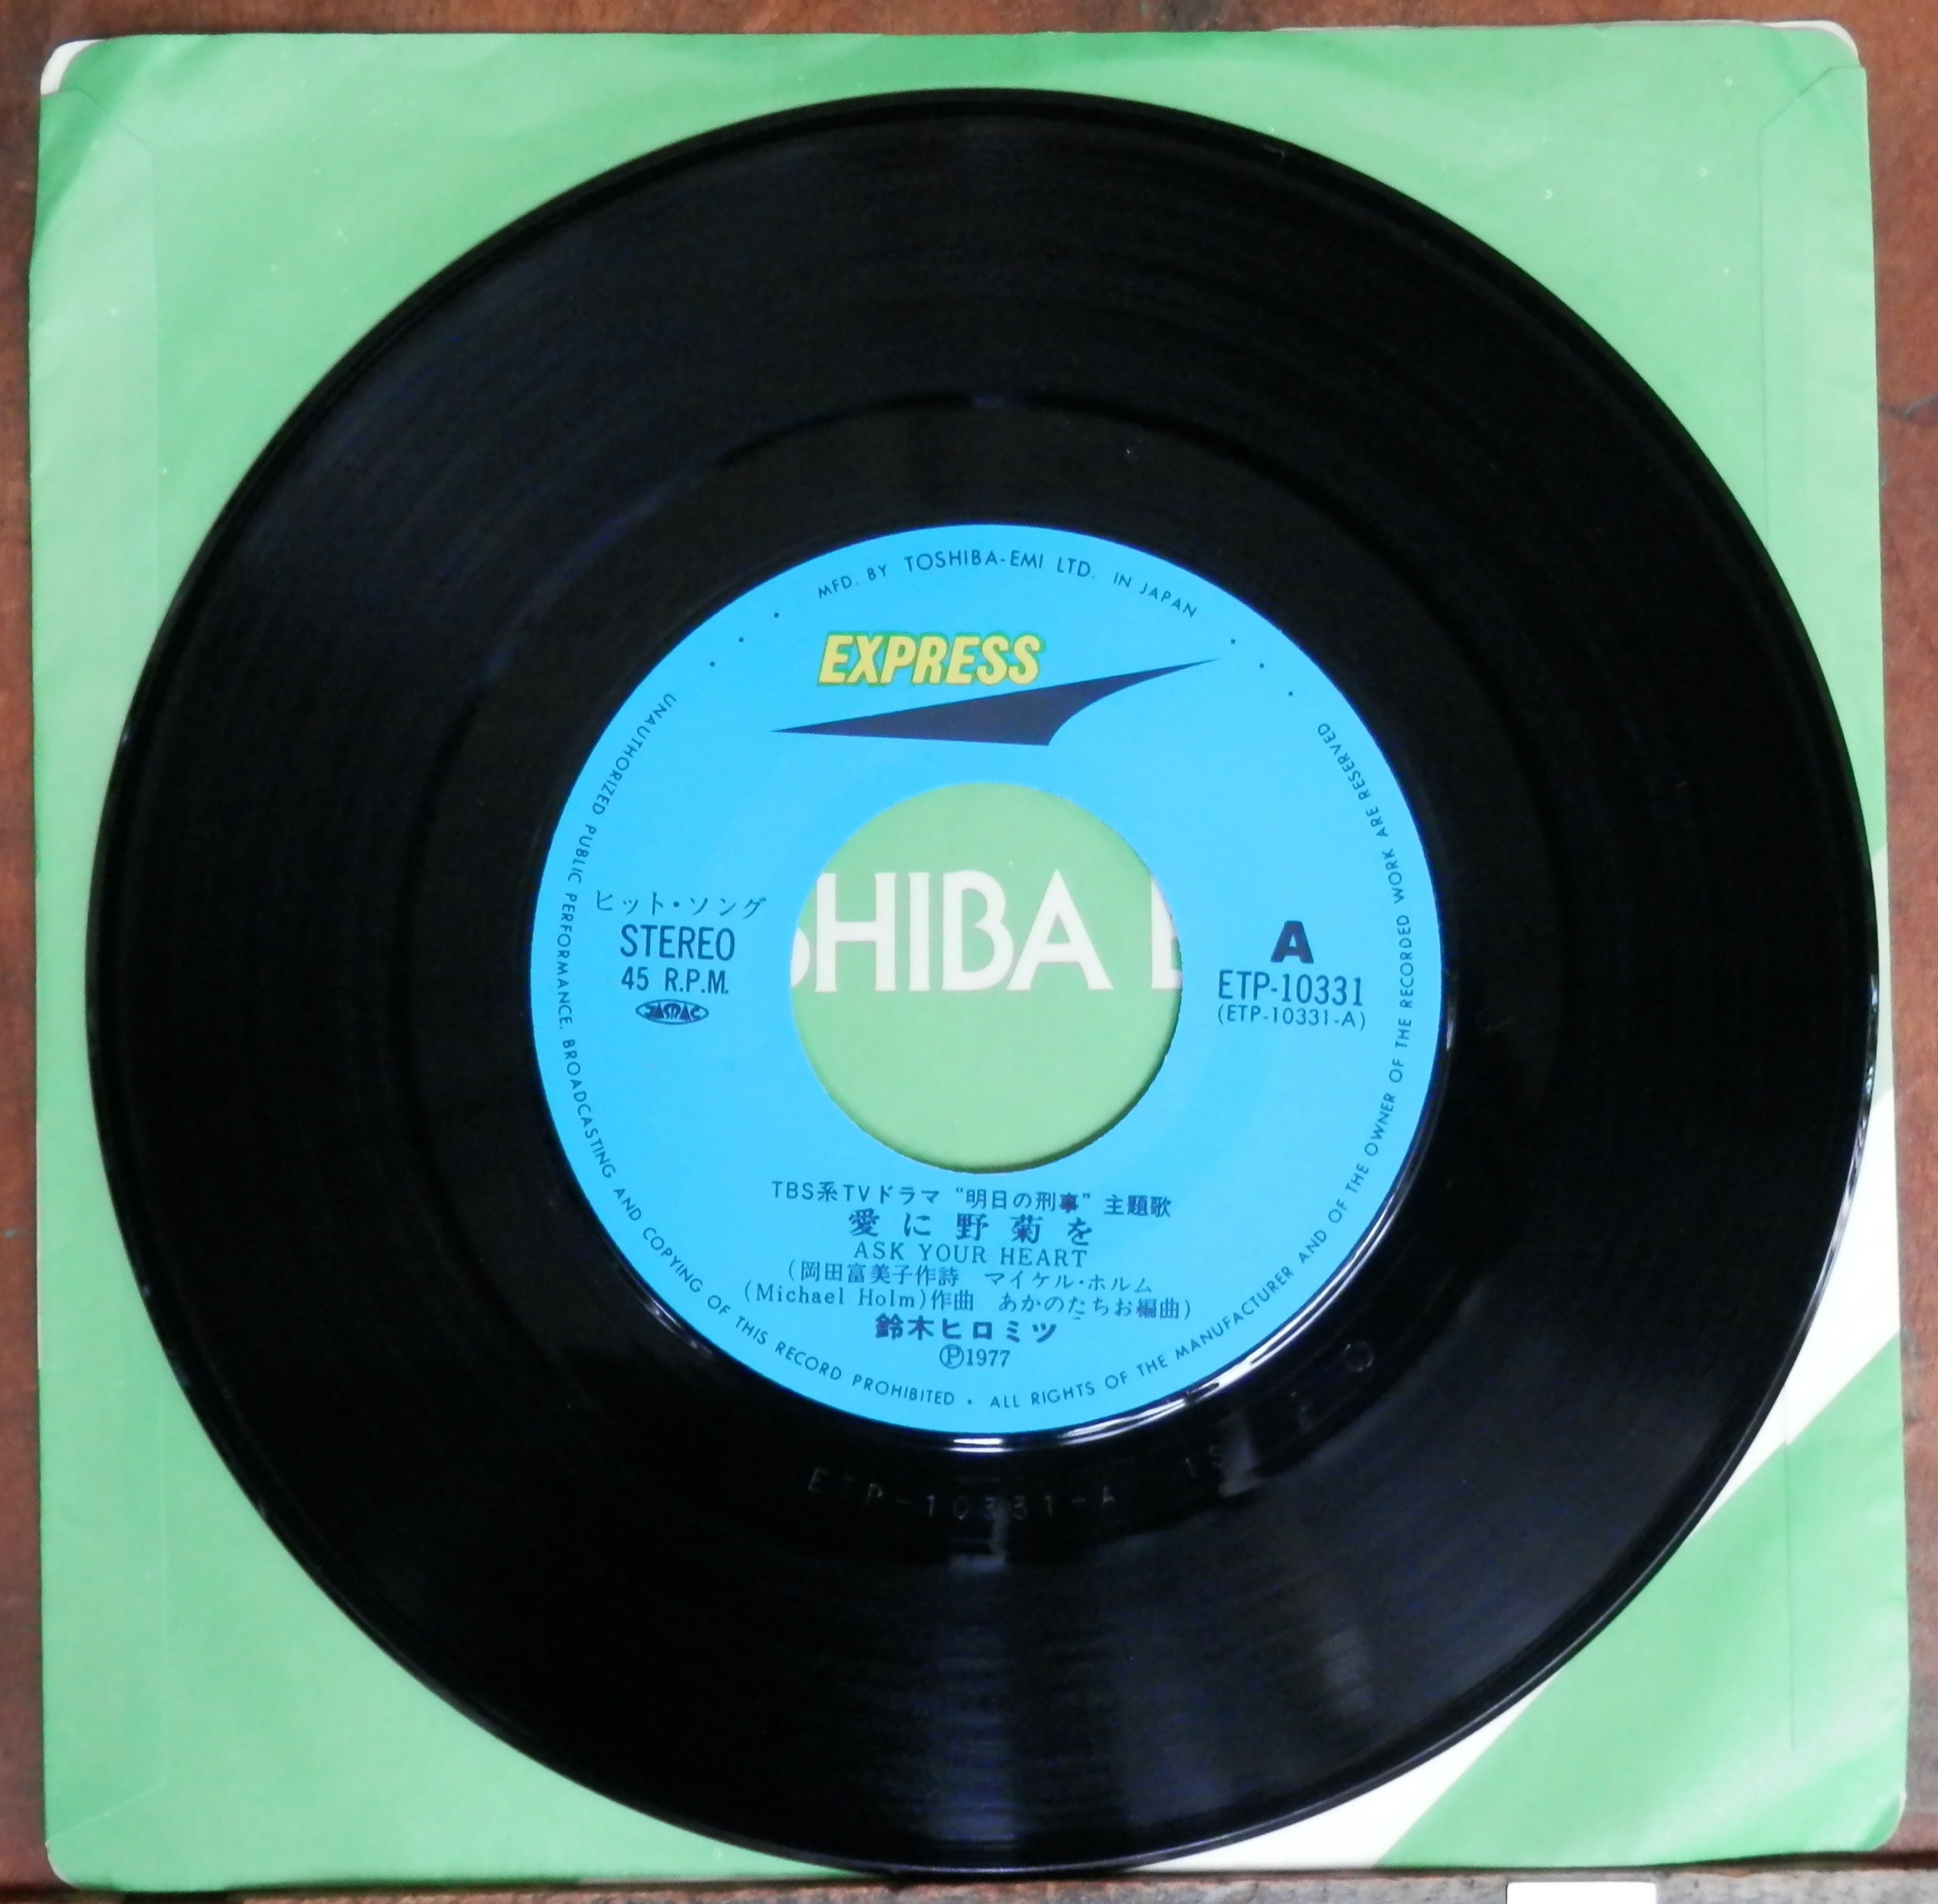 MFD. BY TOSHIBA-EMI LTD. IN JAPAN
EXPRESS
UNAUTHORIZED PUBLIC PERFORMANCE. BROADCASTING AND COPYING OF THIS RECORD PROHIBITED • ALL RIGHTS OF THE MANUFACTURER AND OF THE OWNER OF THE RECORDED WORK ARE RESERVED
ヒット・ソング
STEREO
45 R.P.M.
JASRAC
SHIBA E
A
ETP-10331
(ETP-10331-A)
TBS系TVドラマ “明日の刑事” 主題歌
愛に野菊を
ASK YOUR HEART
(岡田富美子作詩 マイケル・ホルム
(Michael Holm)作曲 あかのたちお編曲)
鈴木ヒロミツ
Ⓟ1977
ETP-10331-A 1S